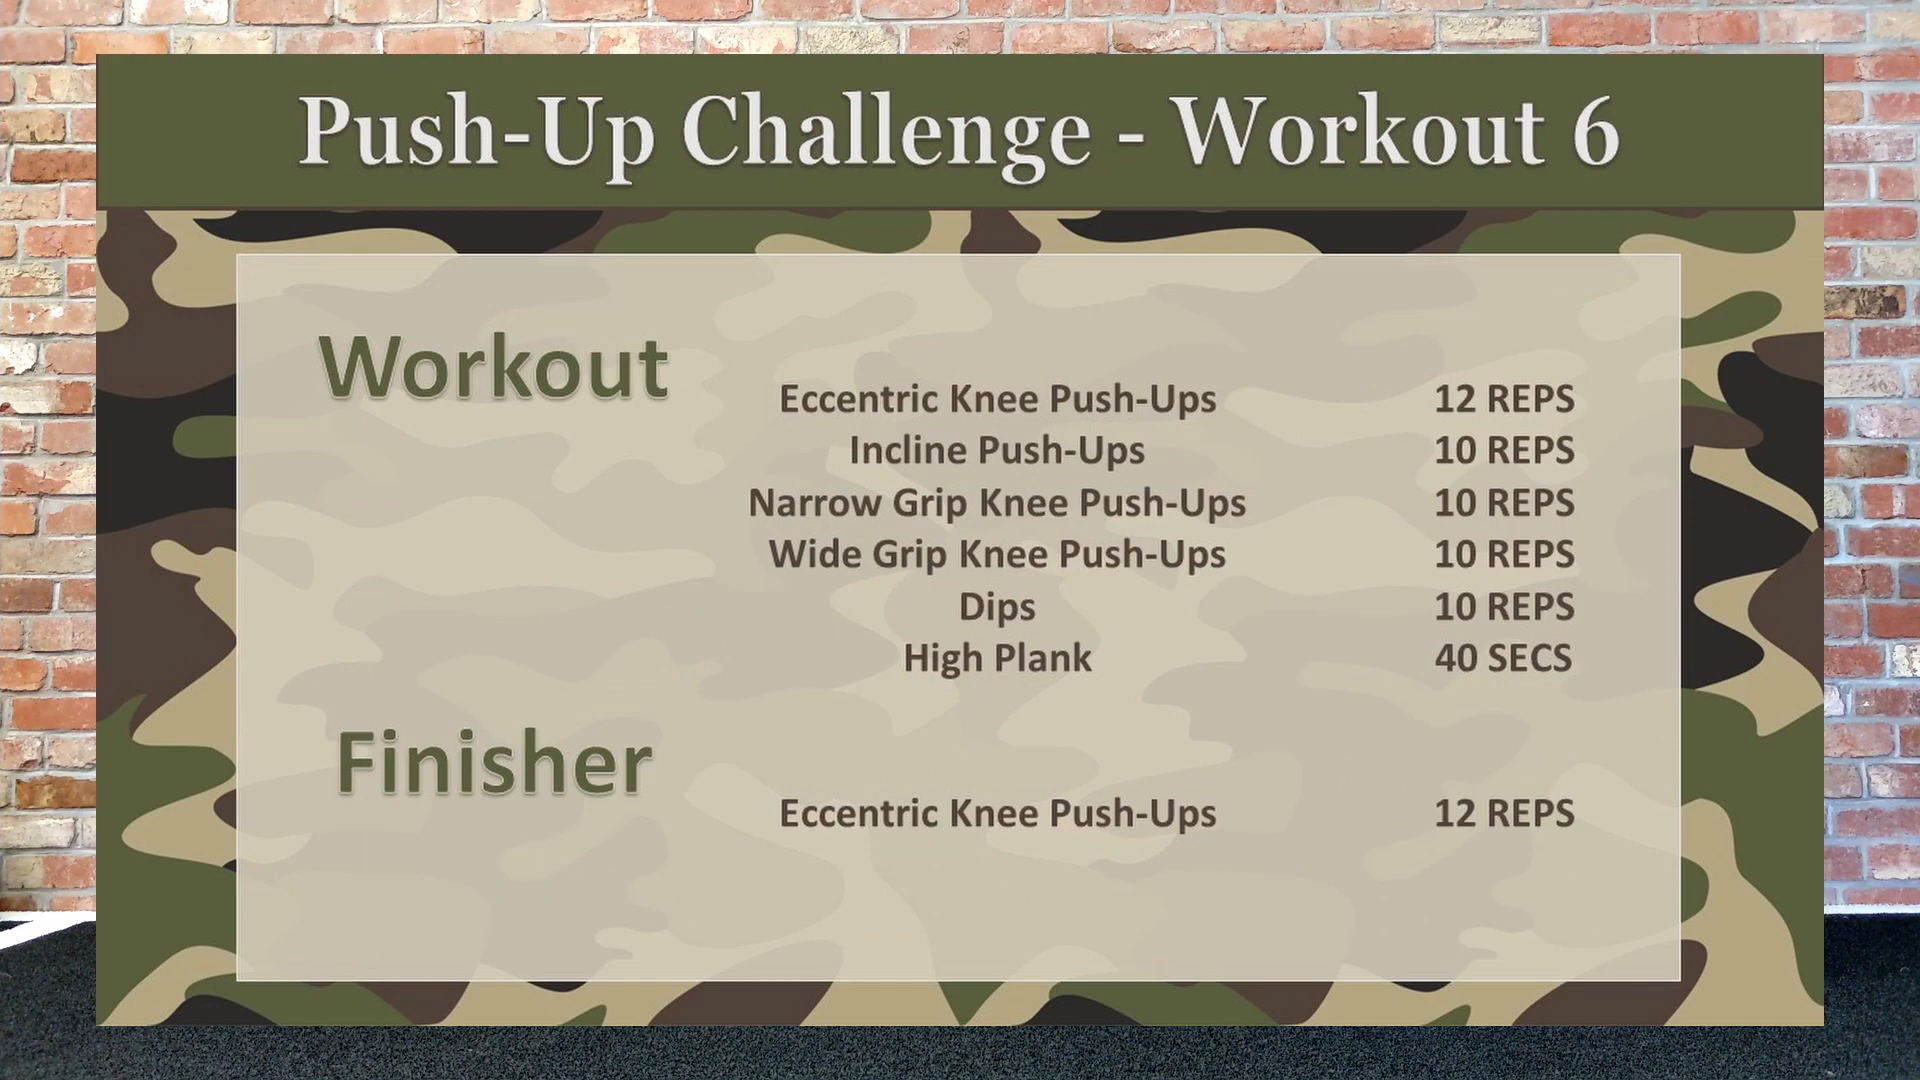 Push-Up Challenge - Workout 6
Workout
Eccentric Knee Push-Ups 12 REPS
Incline Push-Ups 10 REPS
Narrow Grip Knee Push-Ups 10 REPS
Wide Grip Knee Push-Ups 10 REPS
Dips 10 REPS
High Plank 40 SECS
Finisher
Eccentric Knee Push-Ups 12 REPS